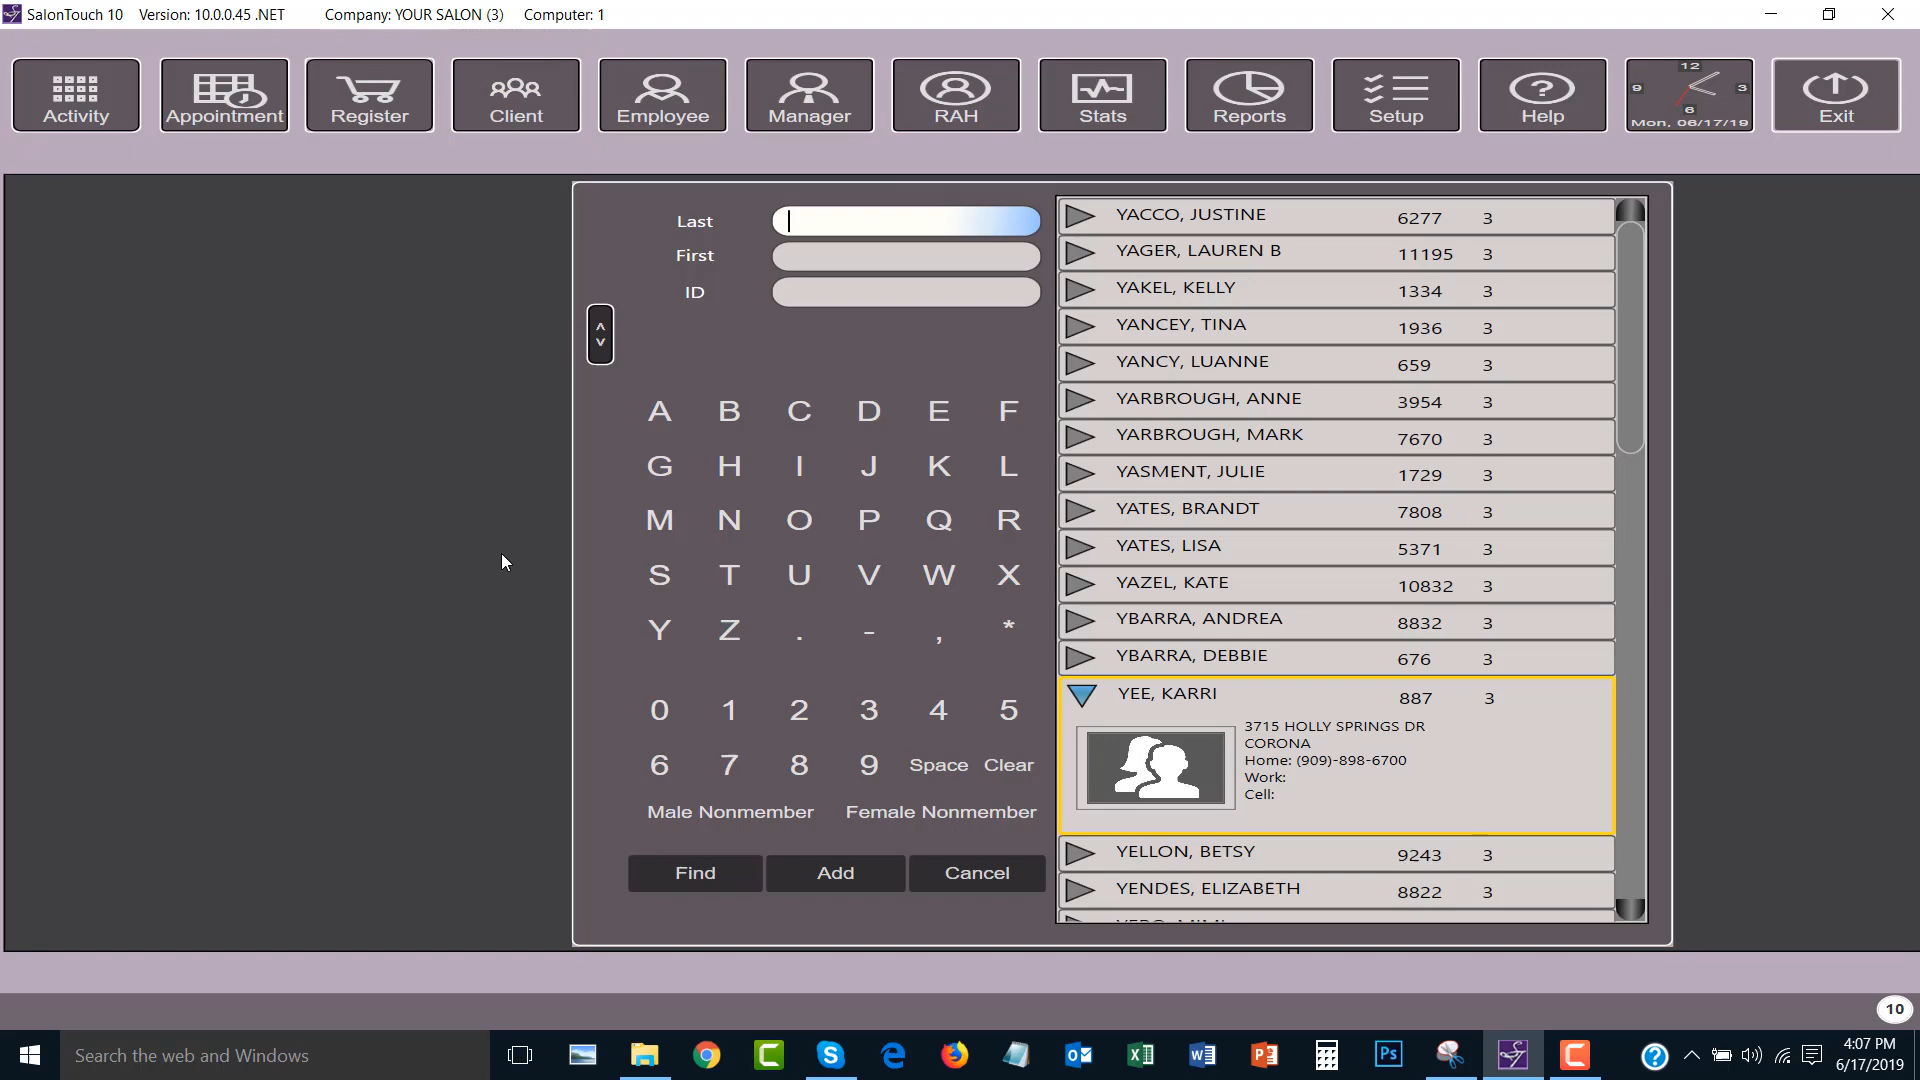 SalonTouch 10 Version: 10.0.0.45 .NET Company: YOUR SALON (3) Computer: 1
Activity
Appointment
Register
Client
Employee
Manager
RAH
Stats
Reports
Setup
Help
12
9 3
6
Mon, 06/17/19
Exit
Last
First
ID
A B C D E F
G H I J K L
M N O P Q R
S T U V W X
Y Z . - , *
0 1 2 3 4 5
6 7 8 9 Space Clear
Male Nonmember Female Nonmember
Find Add Cancel
YACCO, JUSTINE 6277 3
YAGER, LAUREN B 11195 3
YAKEL, KELLY 1334 3
YANCEY, TINA 1936 3
YANCY, LUANNE 659 3
YARBROUGH, ANNE 3954 3
YARBROUGH, MARK 7670 3
YASMENT, JULIE 1729 3
YATES, BRANDT 7808 3
YATES, LISA 5371 3
YAZEL, KATE 10832 3
YBARRA, ANDREA 8832 3
YBARRA, DEBBIE 676 3
YEE, KARRI 887 3
3715 HOLLY SPRINGS DR
CORONA
Home: (909)-898-6700
Work:
Cell:
YELLON, BETSY 9243 3
YENDES, ELIZABETH 8822 3
10
Search the web and Windows
4:07 PM
6/17/2019